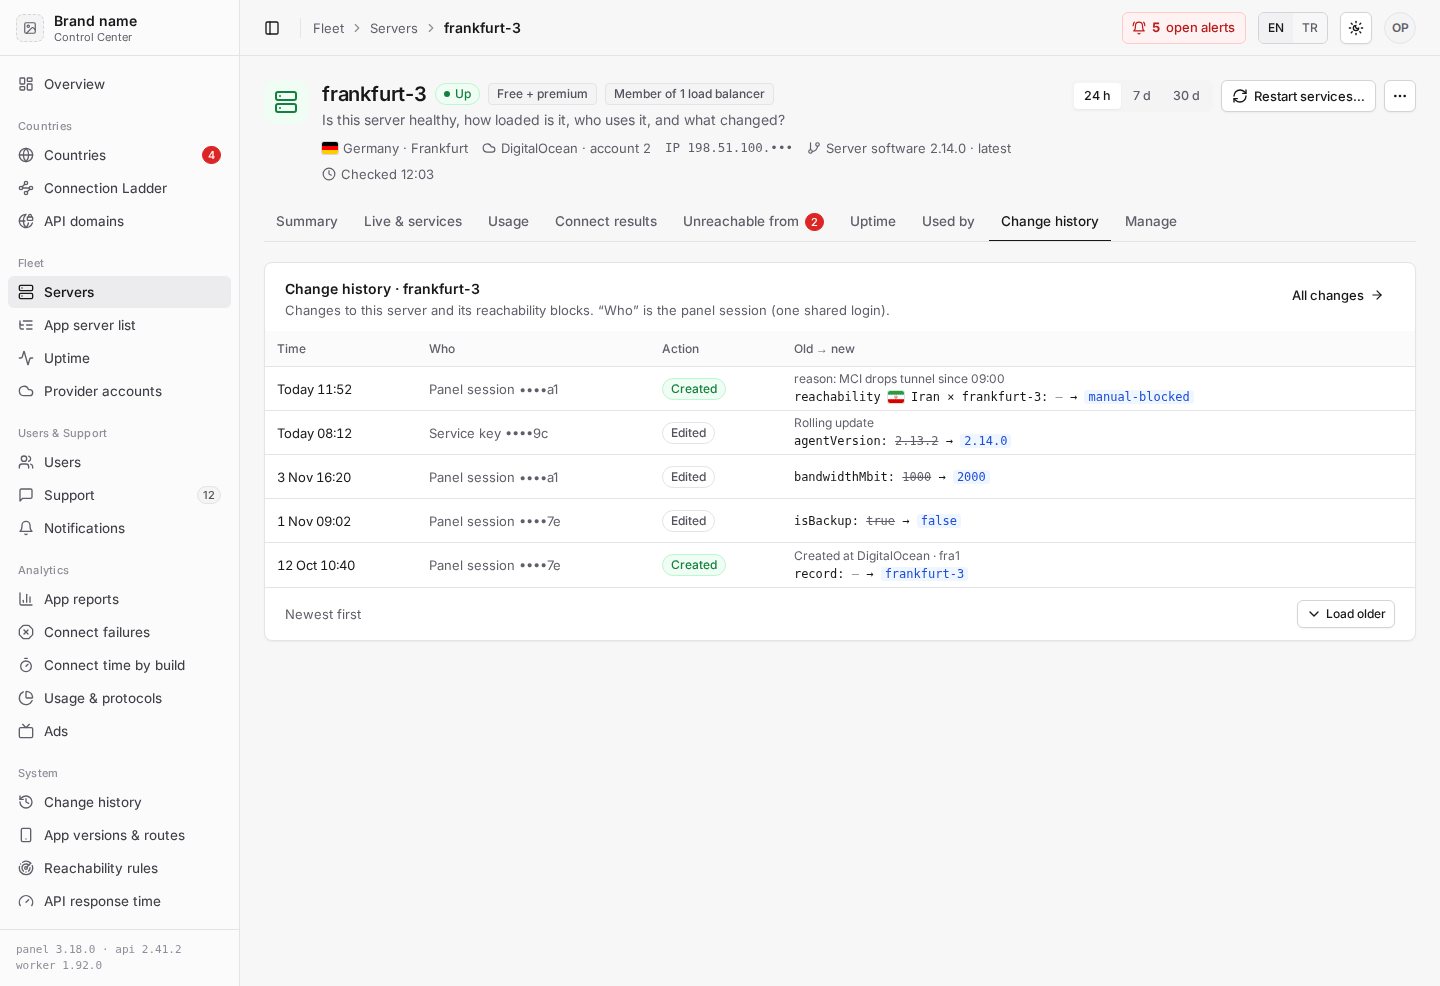 Brand name
Control Center
Overview
Countries
Countries 4
Connection Ladder
API domains
Fleet
Servers
App server list
Uptime
Provider accounts
Users & Support
Users
Support 12
Notifications
Analytics
App reports
Connect failures
Connect time by build
Usage & protocols
Ads
System
Change history
App versions & routes
Reachability rules
API response time
panel 3.18.0 · api 2.41.2
worker 1.92.0
Fleet Servers frankfurt-3
5 open alerts EN TR OP
frankfurt-3 Up Free + premium Member of 1 load balancer
24 h 7 d 30 d Restart services...
Is this server healthy, how loaded is it, who uses it, and what changed?
Germany · Frankfurt DigitalOcean · account 2 IP 198.51.100.••• Server software 2.14.0 · latest
Checked 12:03
Summary Live & services Usage Connect results Unreachable from 2 Uptime Used by Change history Manage
Change history · frankfurt-3
Changes to this server and its reachability blocks. “Who” is the panel session (one shared login).
All changes →
Time Who Action Old → new
Today 11:52 Panel session ••••a1 Created reason: MCI drops tunnel since 09:00
reachability Iran × frankfurt-3: — → manual-blocked
Today 08:12 Service key ••••9c Edited Rolling update
agentVersion: 2.13.2 → 2.14.0
3 Nov 16:20 Panel session ••••a1 Edited bandwidthMbit: 1000 → 2000
1 Nov 09:02 Panel session ••••7e Edited isBackup: true → false
12 Oct 10:40 Panel session ••••7e Created Created at DigitalOcean · fra1
record: — → frankfurt-3
Newest first Load older